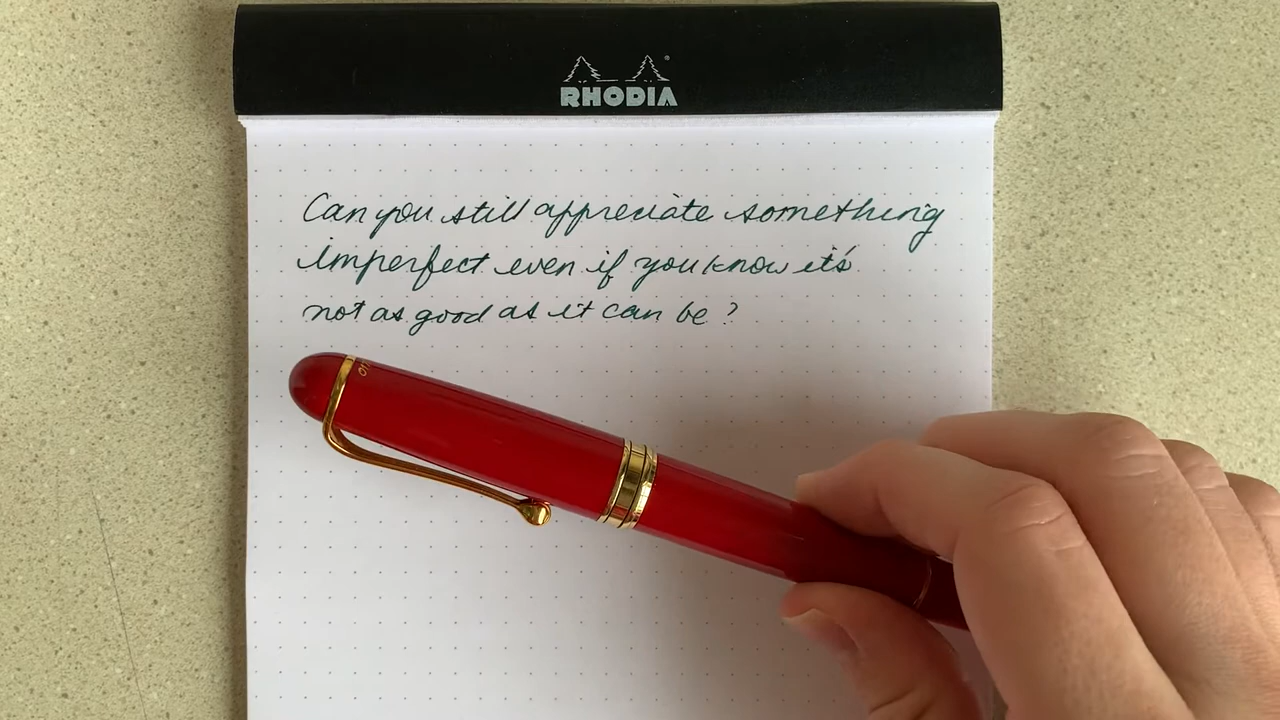 RHODIA
Can you still appreciate something
imperfect even if you know it's
not as good as it can be?